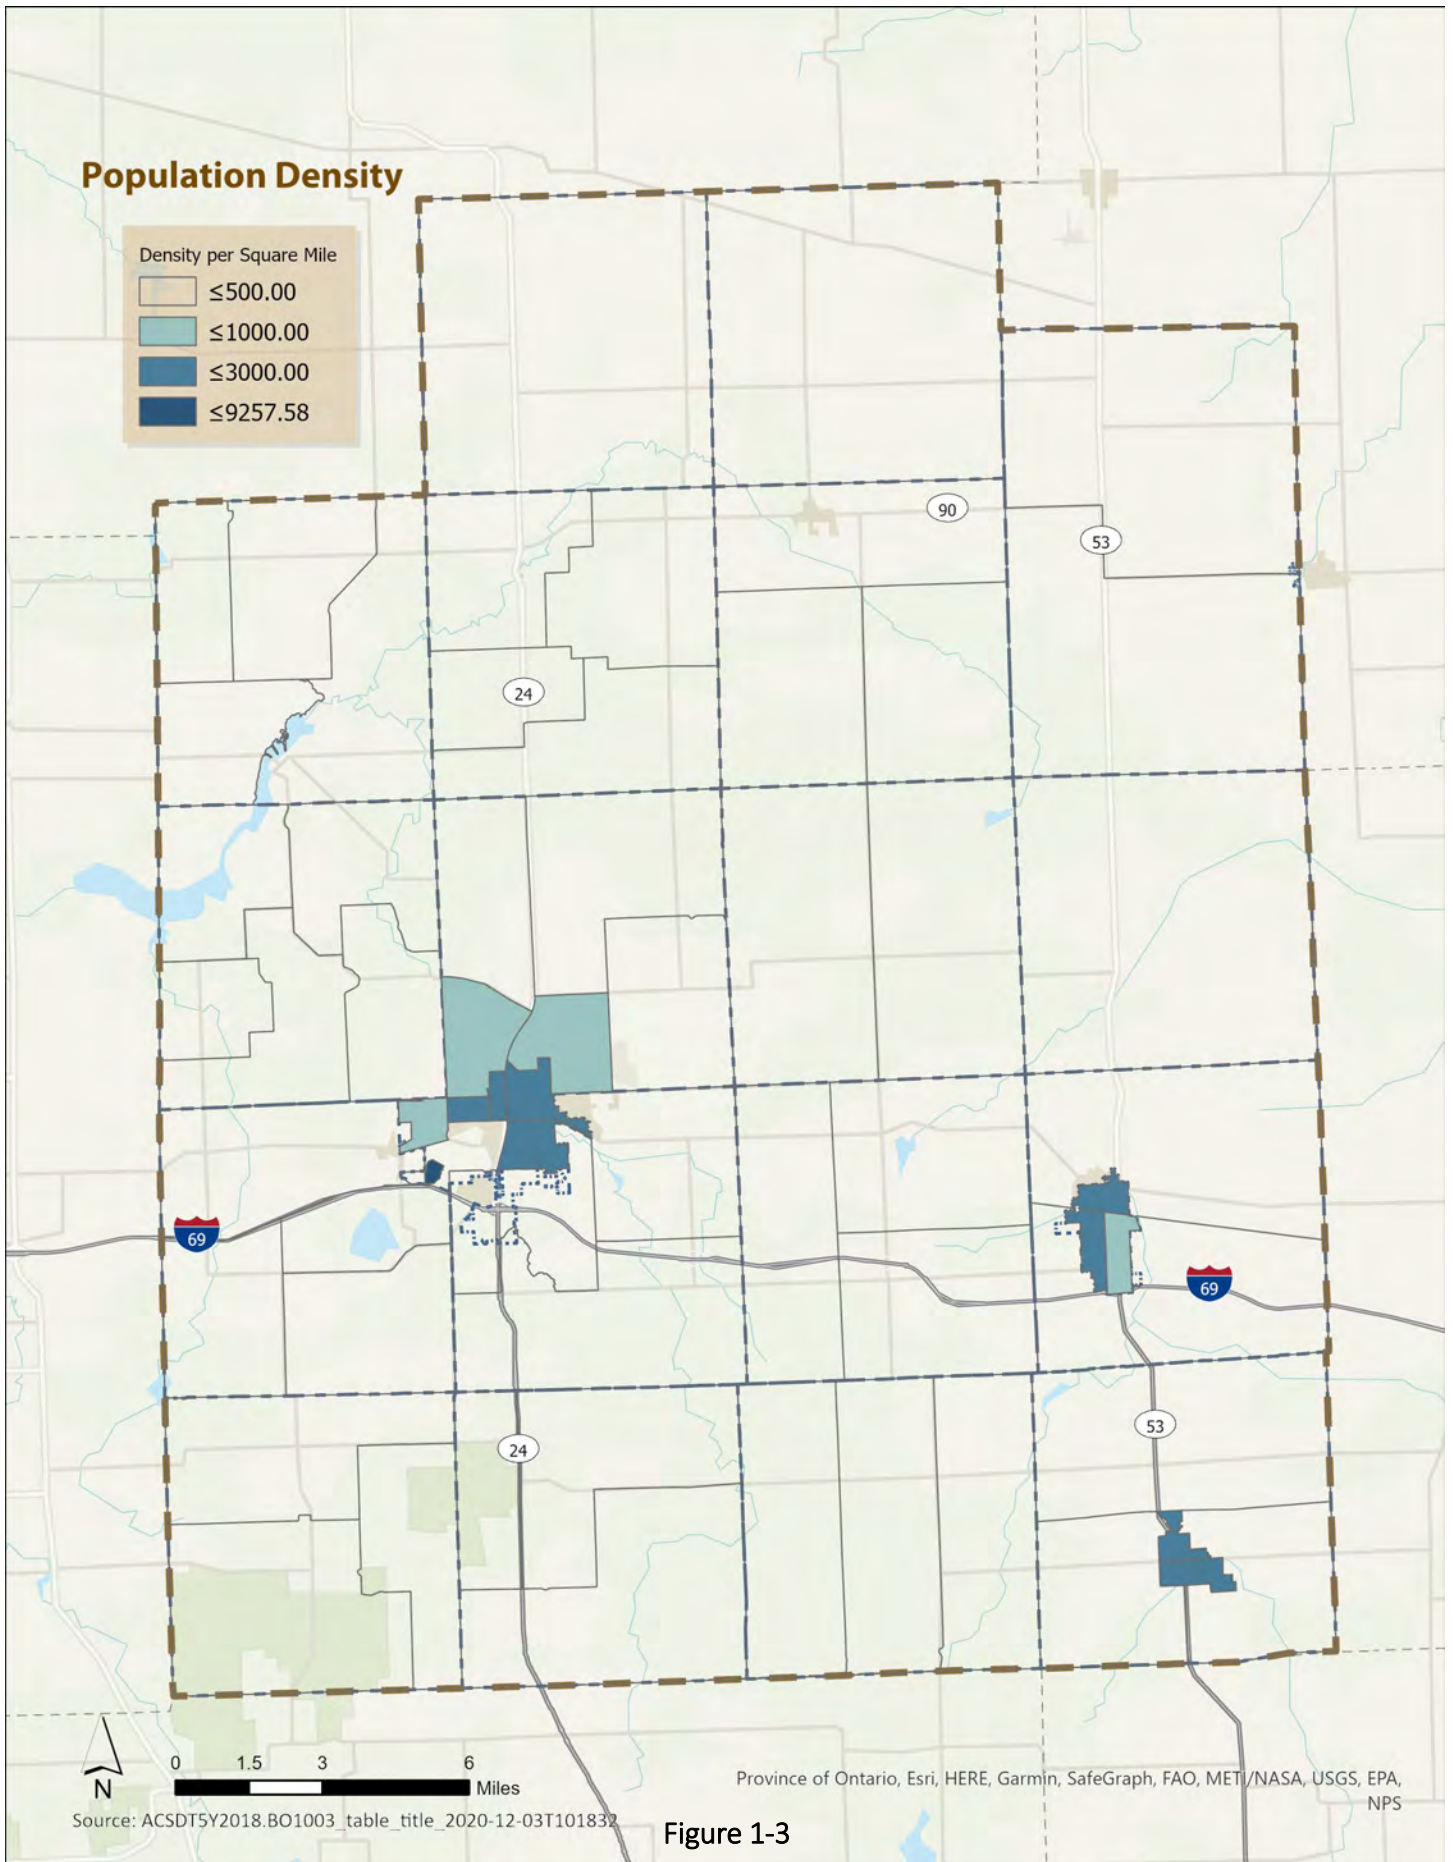 Population Density
Density per Square Mile
≤500.00
≤1000.00
≤3000.00
≤9257.58
90
53
24
69
69
53
24
N
0 1.5 3 6
Miles
Province of Ontario, Esri, HERE, Garmin, SafeGraph, FAO, METI/NASA, USGS, EPA,
NPS
Source: ACSDT5Y2018.BO1003_table_title_2020-12-03T101832
Figure 1-3